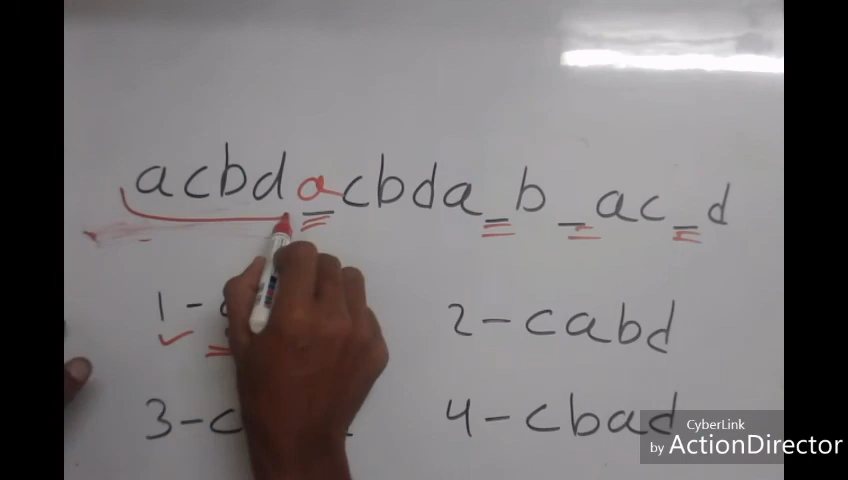 acbdacbda_b_ac_d
1-
2-cabd
3-c
4-cbad
CyberLink
by ActionDirector